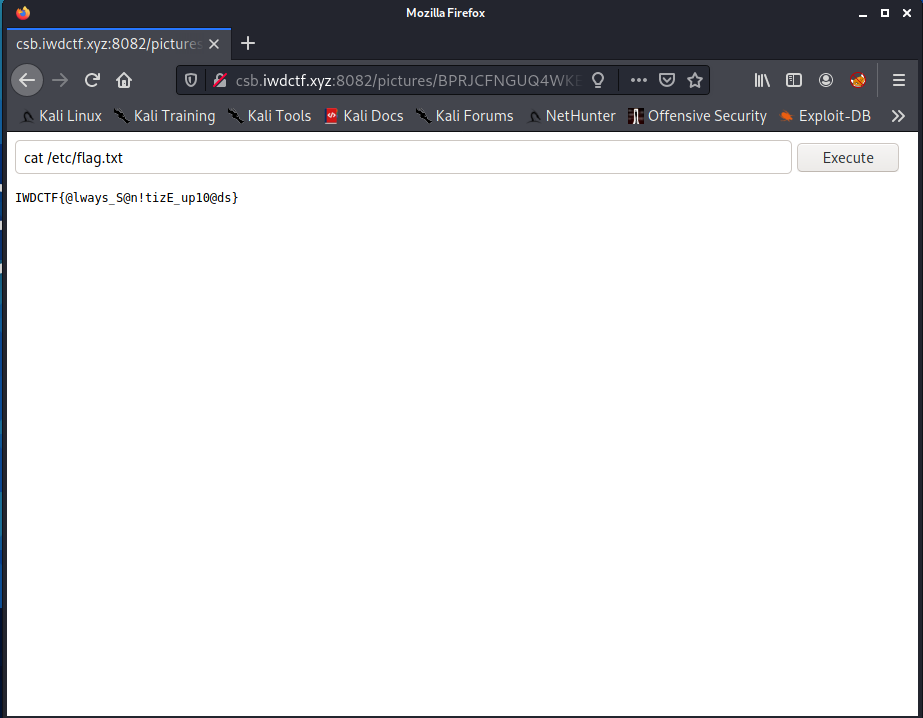 Mozilla Firefox
csb.iwdctf.xyz:8082/pictures
csb.iwdctf.xyz:8082/pictures/BPRJCFNGUQ4WKE
Kali Linux Kali Training Kali Tools Kali Docs Kali Forums NetHunter Offensive Security Exploit-DB
cat /etc/flag.txt Execute
IWDCTF{@lways_S@n!tizE_up10@ds}